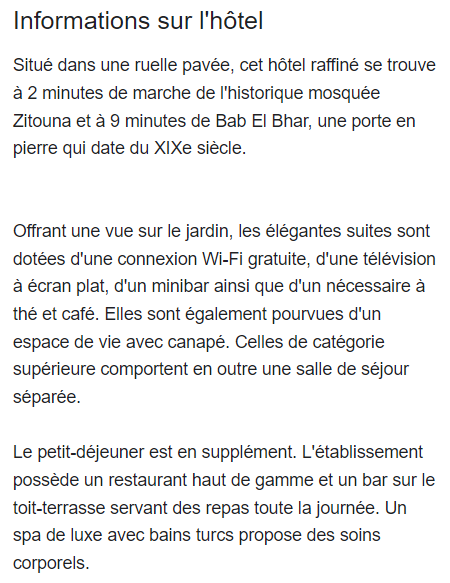 Informations sur l'hôtel
Situé dans une ruelle pavée, cet hôtel raffiné se trouve
à 2 minutes de marche de l'historique mosquée
Zitouna et à 9 minutes de Bab El Bhar, une porte en
pierre qui date du XIXe siècle.
Offrant une vue sur le jardin, les élégantes suites sont
dotées d'une connexion Wi-Fi gratuite, d'une télévision
à écran plat, d'un minibar ainsi que d'un nécessaire à
thé et café. Elles sont également pourvues d'un
espace de vie avec canapé. Celles de catégorie
supérieure comportent en outre une salle de séjour
séparée.
Le petit-déjeuner est en supplément. L'établissement
possède un restaurant haut de gamme et un bar sur le
toit-terrasse servant des repas toute la journée. Un
spa de luxe avec bains turcs propose des soins
corporels.